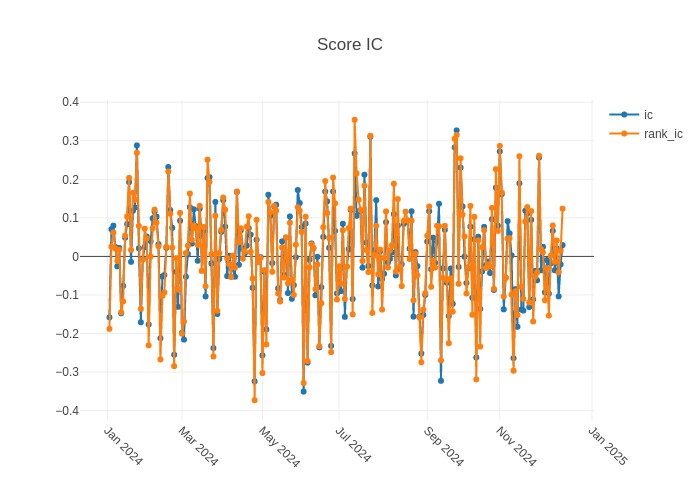 Score IC
ic
rank_ic
0.4
0.3
0.2
0.1
0
−0.1
−0.2
−0.3
−0.4
Jan 2024
Mar 2024
May 2024
Jul 2024
Sep 2024
Nov 2024
Jan 2025